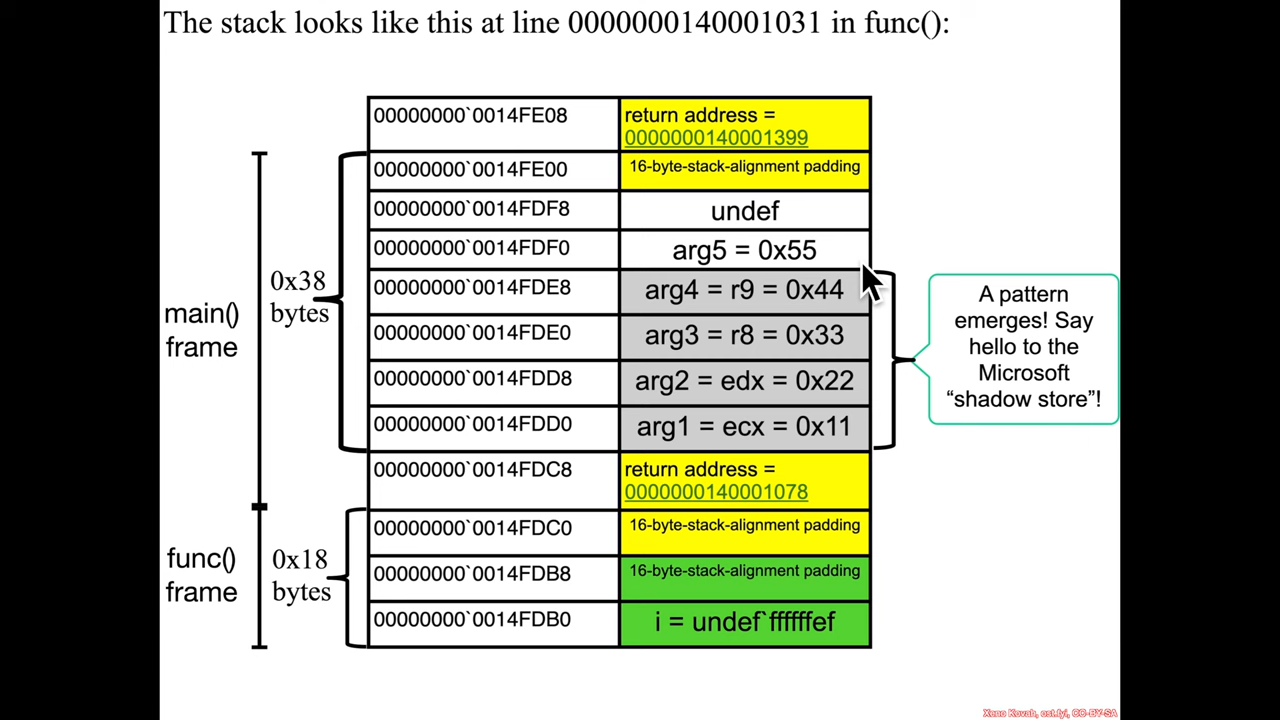 The stack looks like this at line 0000000140001031 in func():
00000000`0014FE08
return address =
0000000140001399
00000000`0014FE00
16-byte-stack-alignment padding
00000000`0014FDF8
undef
00000000`0014FDF0
arg5 = 0x55
00000000`0014FDE8
arg4 = r9 = 0x44
00000000`0014FDE0
arg3 = r8 = 0x33
00000000`0014FDD8
arg2 = edx = 0x22
00000000`0014FDD0
arg1 = ecx = 0x11
00000000`0014FDC8
return address =
0000000140001078
00000000`0014FDC0
16-byte-stack-alignment padding
00000000`0014FDB8
16-byte-stack-alignment padding
00000000`0014FDB0
i = undef`ffffffef
main()
frame
0x38
bytes
func()
frame
0x18
bytes
A pattern
emerges! Say
hello to the
Microsoft
“shadow store”!
Xeno Kovah, ost.fyi, CC-BY-SA